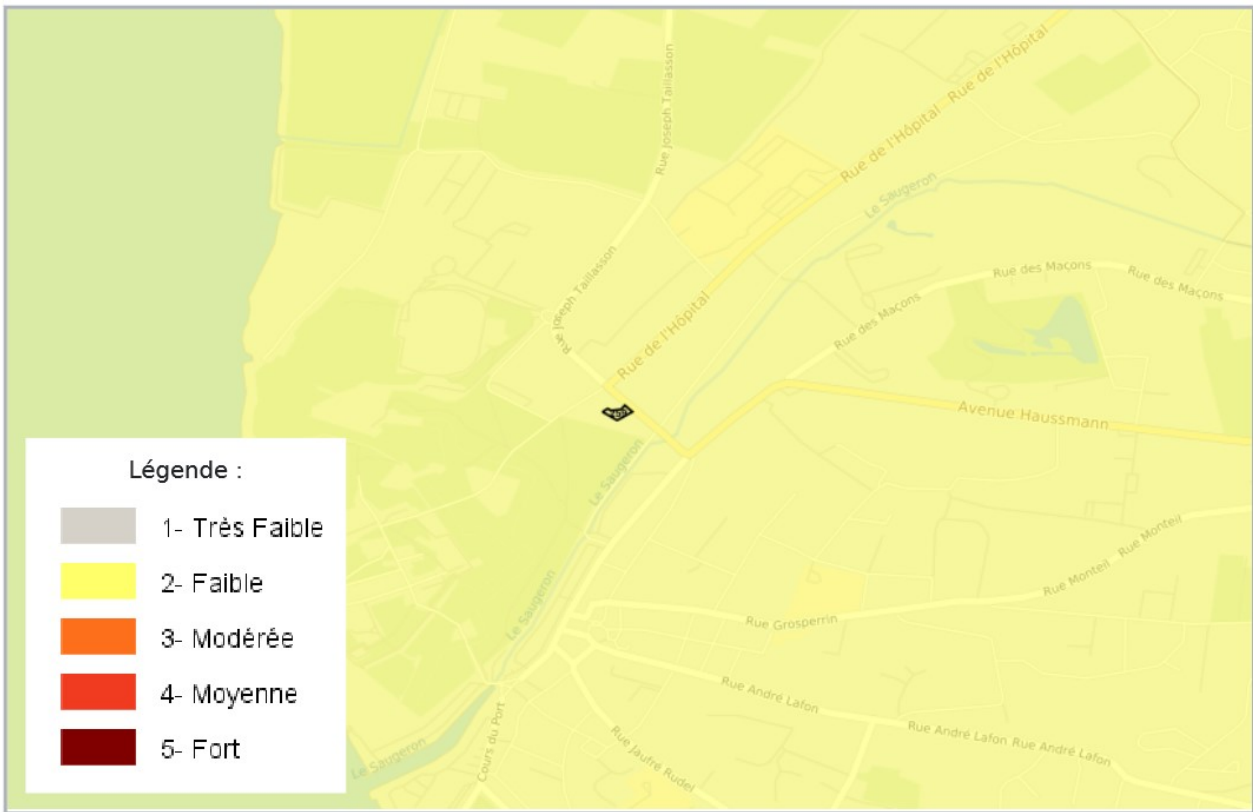 Rue de l'Hôpital
Rue Joseph Taillasson
Rue de l'Hôpital
Le Saugeron
Rue des Maçons
Rue des Maçons
Rue Joseph Taillasson
Rue de l'Hôpital
Rue des Maçons
Avenue Haussmann
Le Saugeron
Légende :
1- Très Faible
2- Faible
3- Modérée
4- Moyenne
5- Fort
Rue Monteil
Rue Monteil
Le Saugeron
Rue Grosperrin
Rue André Lafon
Rue André Lafon
Rue André Lafon
Cours du Port
Rue Jaufré Rudel
Le Saugeron